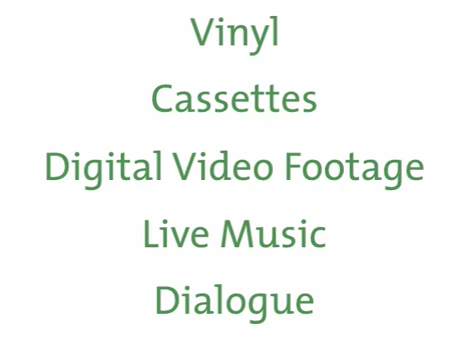 Vinyl
Cassettes
Digital Video Footage
Live Music
Dialogue